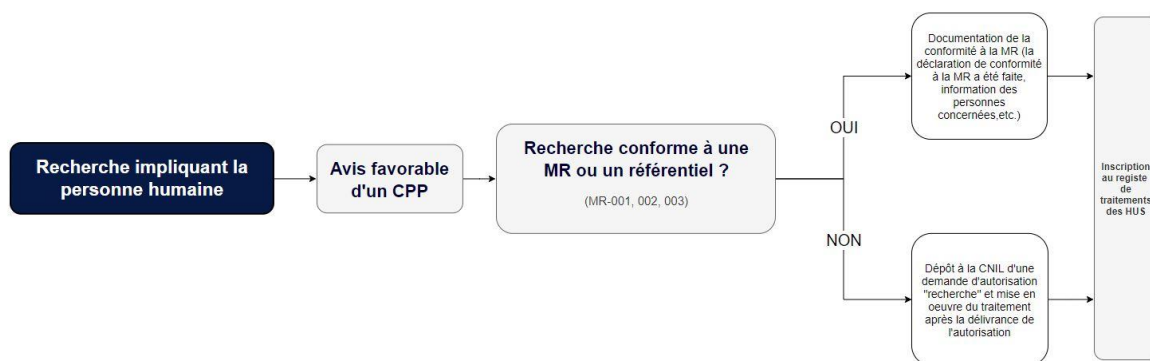 Recherche impliquant la
personne humaine
Avis favorable
d'un CPP
Recherche conforme à une
MR ou un référentiel ?
(MR-001, 002, 003)
OUI
Documentation de la
conformité à la MR (la
déclaration de conformité
à la MR a été faite,
information des
personnes
concernées,etc.)
NON
Dépôt à la CNIL d'une
demande d'autorisation
"recherche" et mise en
oeuvre du traitement
après la délivrance de
l'autorisation
Inscription
au registe
de
traitements
des HUS